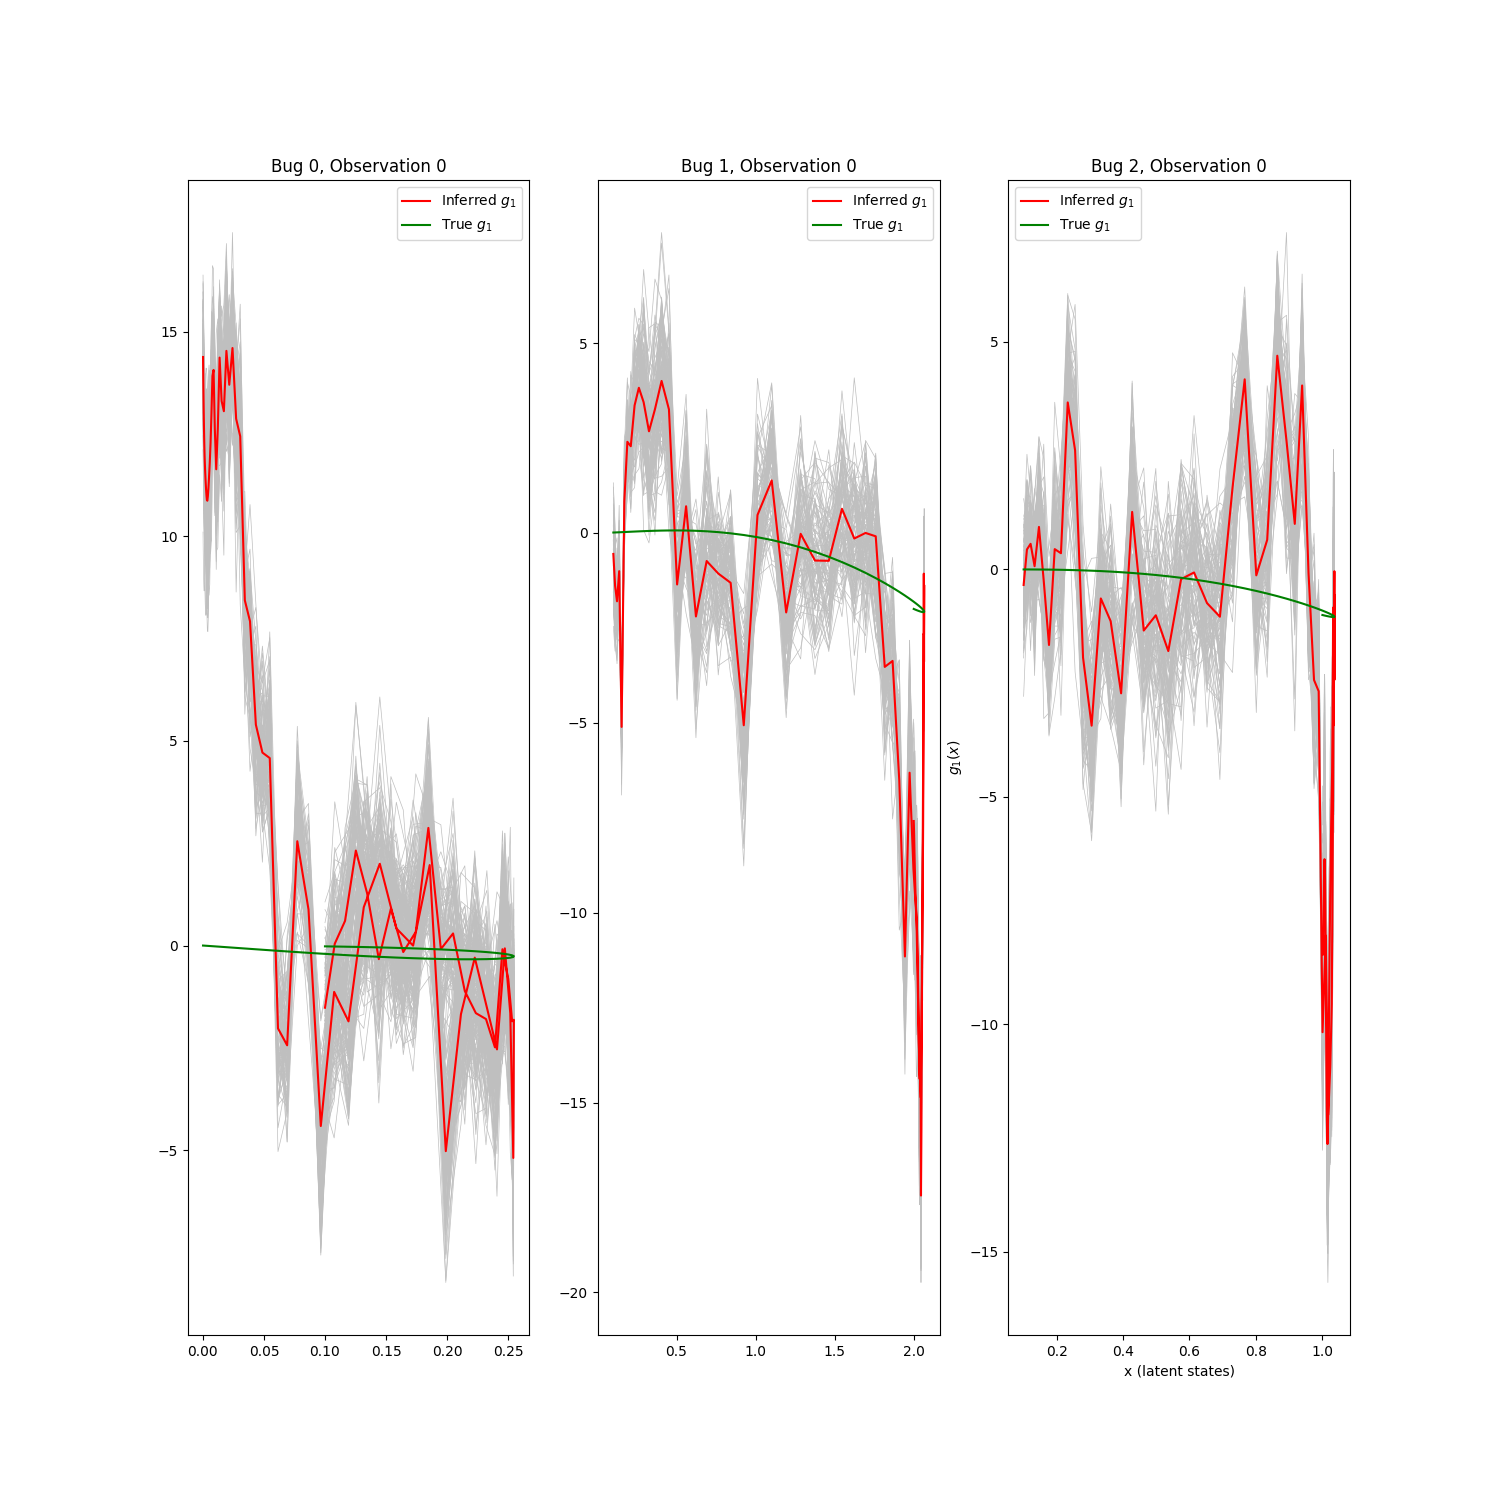 Bug 0, Observation 0
Inferred g₁
True g₁
15
10
5
0
−5
0.00 0.05 0.10 0.15 0.20 0.25
Bug 1, Observation 0
Inferred g₁
True g₁
5
0
−5
−10
−15
−20
0.5 1.0 1.5 2.0
Bug 2, Observation 0
Inferred g₁
True g₁
g₁(x)
5
0
−5
−10
−15
0.2 0.4 0.6 0.8 1.0
x (latent states)